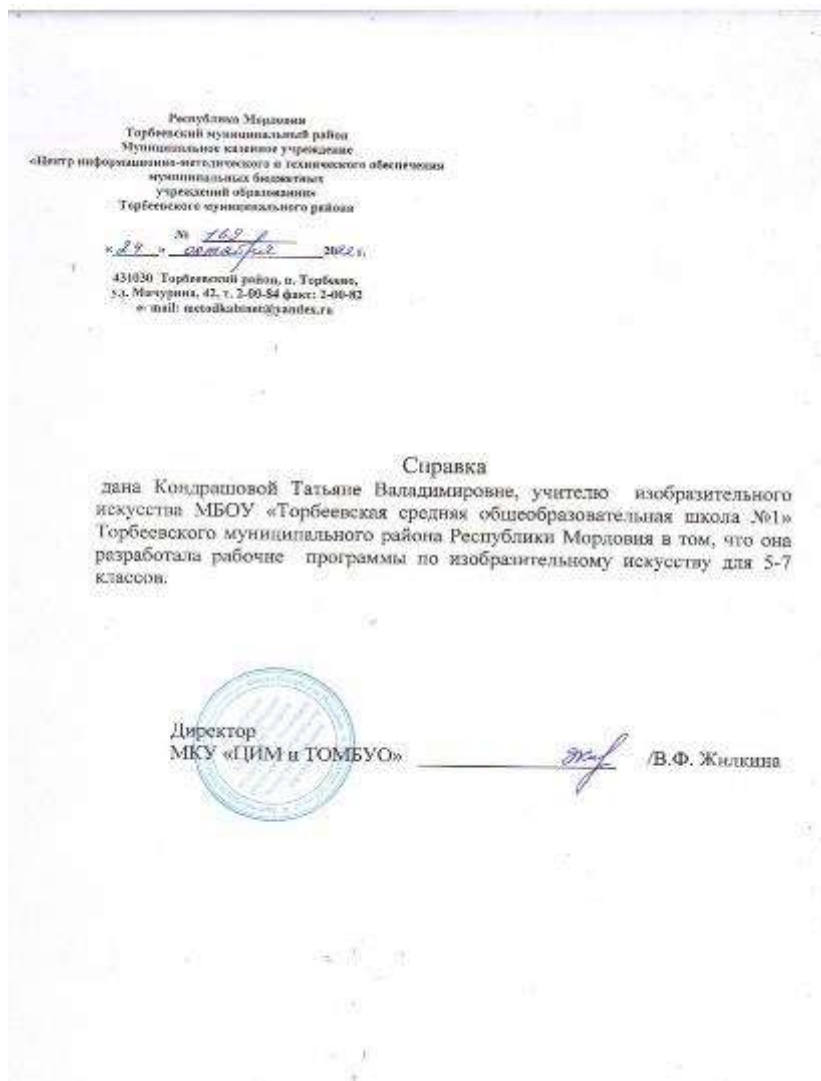 Республика Мордовия
Торбеевский муниципальный район
Муниципальное казенное учреждение
«Центр информационно-методического и технического обеспечения
муниципальных бюджетных
учреждений образования»
Торбеевского муниципального района
№ 169
« 24 » октября 2022 г.
431030 Торбеевский район, п. Торбеево,
ул. Мичурина, 42, т. 2-00-84 факс: 2-00-82
e- mail: metodkabinet@yandex.ru
Справка
дана Кондрашовой Татьяне Валадимировне, учителю изобразительного
искусства МБОУ «Торбеевская средняя общеобразовательная школа №1»
Торбеевского муниципального района Республики Мордовия в том, что она
разработала рабочие программы по изобразительному искусству для 5-7
классов.
Директор
МКУ «ЦИМ и ТОМБУО» /В.Ф. Жилкина